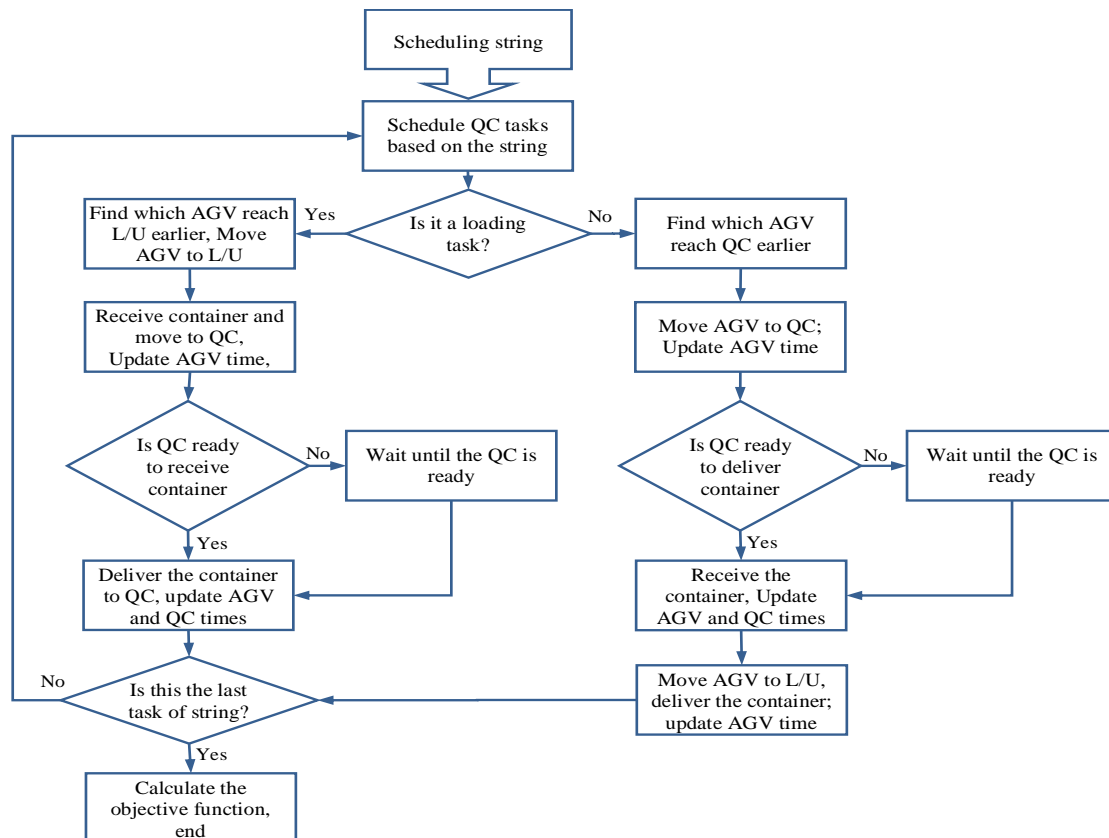 Scheduling string
Schedule QC tasks
based on the string
Is it a loading
task?
Yes
No
Find which AGV reach
L/U earlier, Move
AGV to L/U
Find which AGV
reach QC earlier
Receive container and
move to QC,
Update AGV time,
Move AGV to QC;
Update AGV time
Is QC ready
to receive
container
No
Wait until the QC is
ready
Is QC ready
to deliver
container
No
Wait until the QC is
ready
Yes
Yes
Deliver the container
to QC, update AGV
and QC times
Receive the
container, Update
AGV and QC times
No
Is this the last
task of string?
Move AGV to L/U,
deliver the container;
update AGV time
Yes
Calculate the
objective function,
end